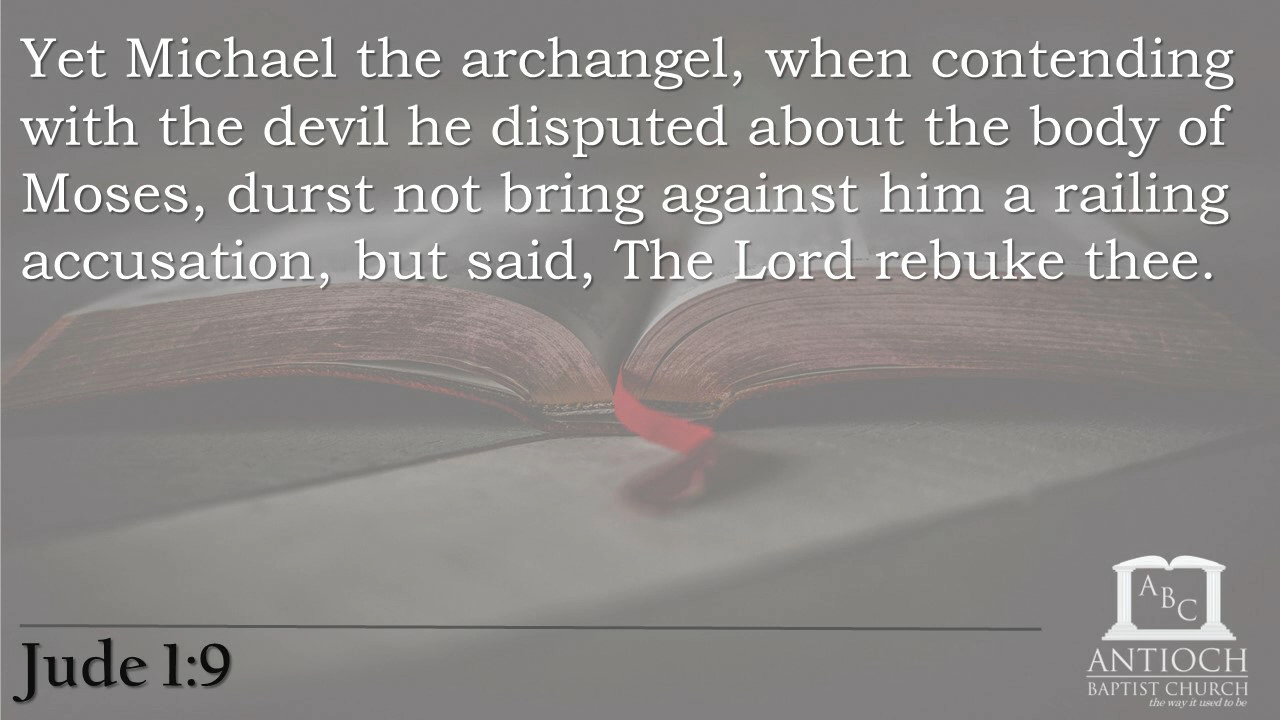 Yet Michael the archangel, when contending
with the devil he disputed about the body of
Moses, durst not bring against him a railing
accusation, but said, The Lord rebuke thee.
Jude 1:9
ABC
ANTIOCH
BAPTIST CHURCH
the way it used to be